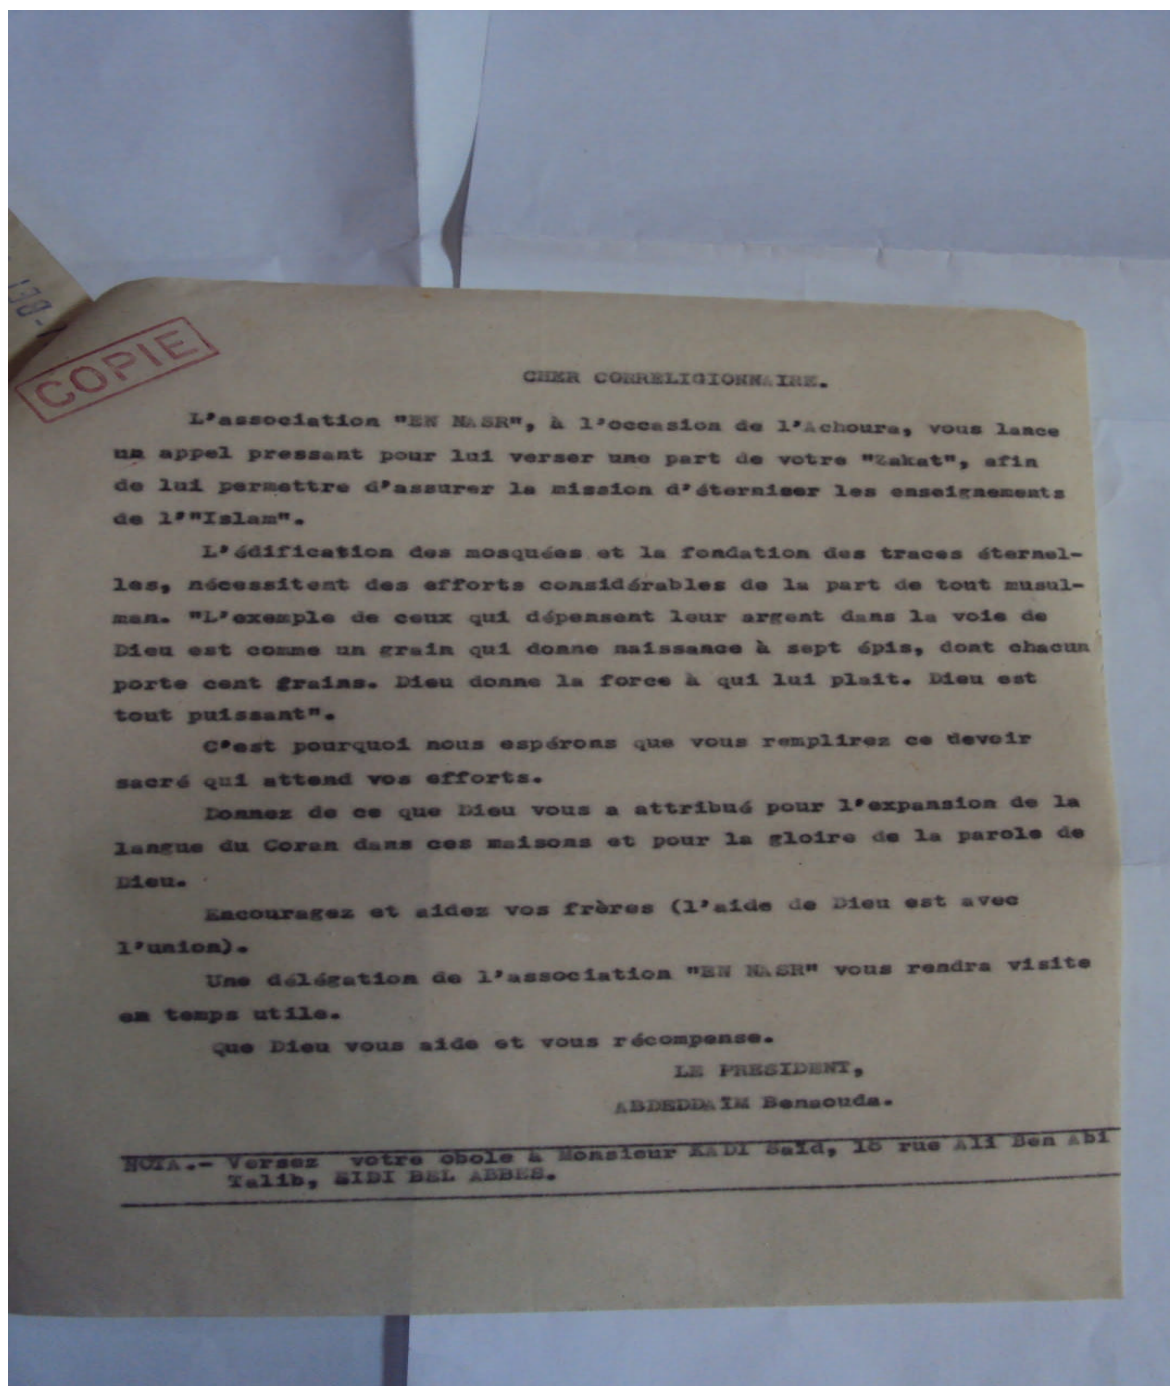 -BEL
COPIE
CHER CORRELIGIONNAIRE.
L'association "EN NASR", à l'occasion de l'Achoura, vous lance
un appel pressant pour lui verser une part de votre "Zakat", afin
de lui permettre d'assurer la mission d'éterniser les enseignements
de l'"Islam".
L'édification des mosquées et la fondation des traces éternel-
les, nécessitent des efforts considérables de la part de tout musul-
man. "L'exemple de ceux qui dépensent leur argent dans la voie de
Dieu est comme un grain qui donne naissance à sept épis, dont chacun
porte cent grains. Dieu donne la force à qui lui plait. Dieu est
tout puissant".
C'est pourquoi nous espérons que vous remplirez ce devoir
sacré qui attend vos efforts.
Donnez de ce que Dieu vous a attribué pour l'expansion de la
langue du Coran dans ces maisons et pour la gloire de la parole de
Dieu.
Encouragez et aidez vos frères (l'aide de Dieu est avec
l'union).
Une délégation de l'association "EN NASR" vous rendra visite
en temps utile.
Que Dieu vous aide et vous récompense.
LE PRESIDENT,
ABDEDDAÏM Bensouda.
NOTA.- Versez votre obole à Monsieur KADI Saïd, 18 rue Ali Ben Abi
Talib, SIDI BEL ABBES.